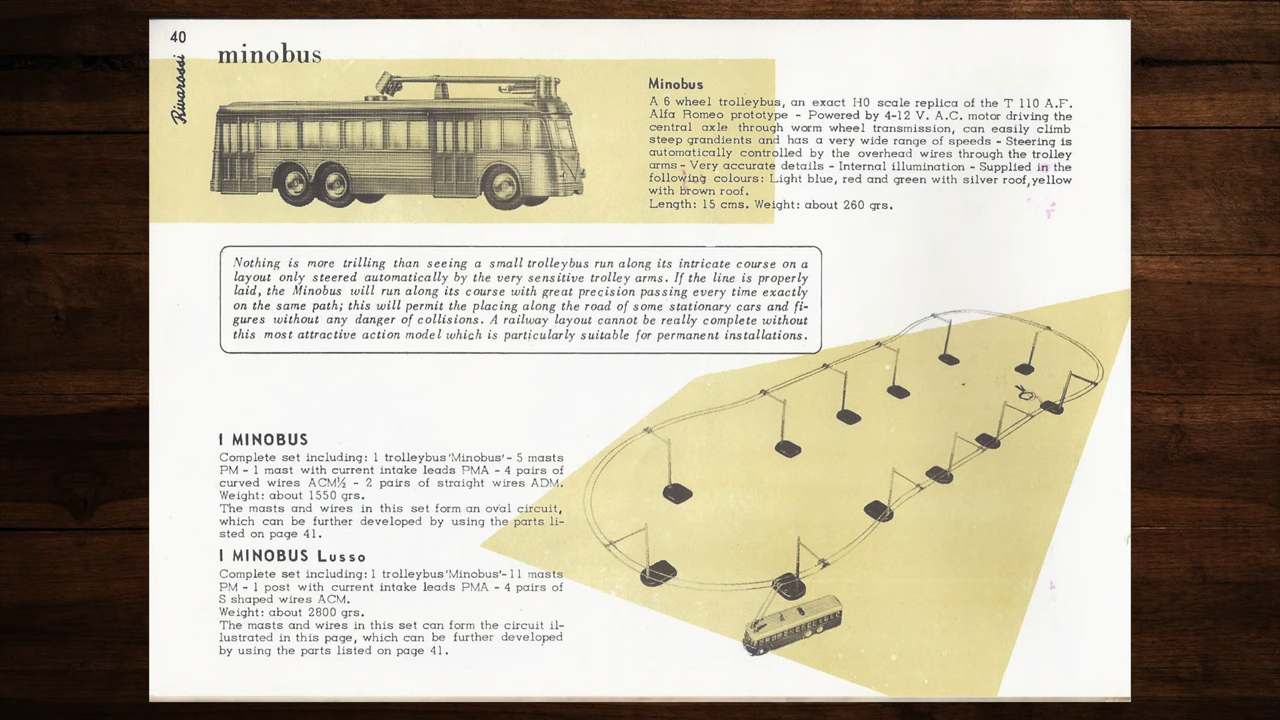 40
Rivarossi
minobus
Minobus
A 6 wheel trolleybus, an exact H0 scale replica of the T 110 A.F.
Alfa Romeo prototype - Powered by 4-12 V. A.C. motor driving the
central axle through worm wheel transmission, can easily climb
steep grandients and has a very wide range of speeds - Steering is
automatically controlled by the overhead wires through the trolley
arms - Very accurate details - Internal illumination - Supplied in the
following colours: Light blue, red and green with silver roof, yellow
with brown roof.
Length: 15 cms. Weight: about 260 grs.
Nothing is more trilling than seeing a small trolleybus run along its intricate course on a
layout only steered automatically by the very sensitive trolley arms. If the line is properly
laid, the Minobus will run along its course with great precision passing every time exactly
on the same path; this will permit the placing along the road of some stationary cars and fi-
gures without any danger of collisions. A railway layout cannot be really complete without
this most attractive action model which is particularly suitable for permanent installations.
I MINOBUS
Complete set including: 1 trolleybus 'Minobus' - 5 masts
PM - 1 mast with current intake leads PMA - 4 pairs of
curved wires ACM½ - 2 pairs of straight wires ADM.
Weight: about 1550 grs.
The masts and wires in this set form an oval circuit,
which can be further developed by using the parts li-
sted on page 41.
I MINOBUS Lusso
Complete set including: 1 trolleybus 'Minobus' - 11 masts
PM - 1 post with current intake leads PMA - 4 pairs of
S shaped wires ACM.
Weight: about 2800 grs.
The masts and wires in this set can form the circuit il-
lustrated in this page, which can be further developed
by using the parts listed on page 41.